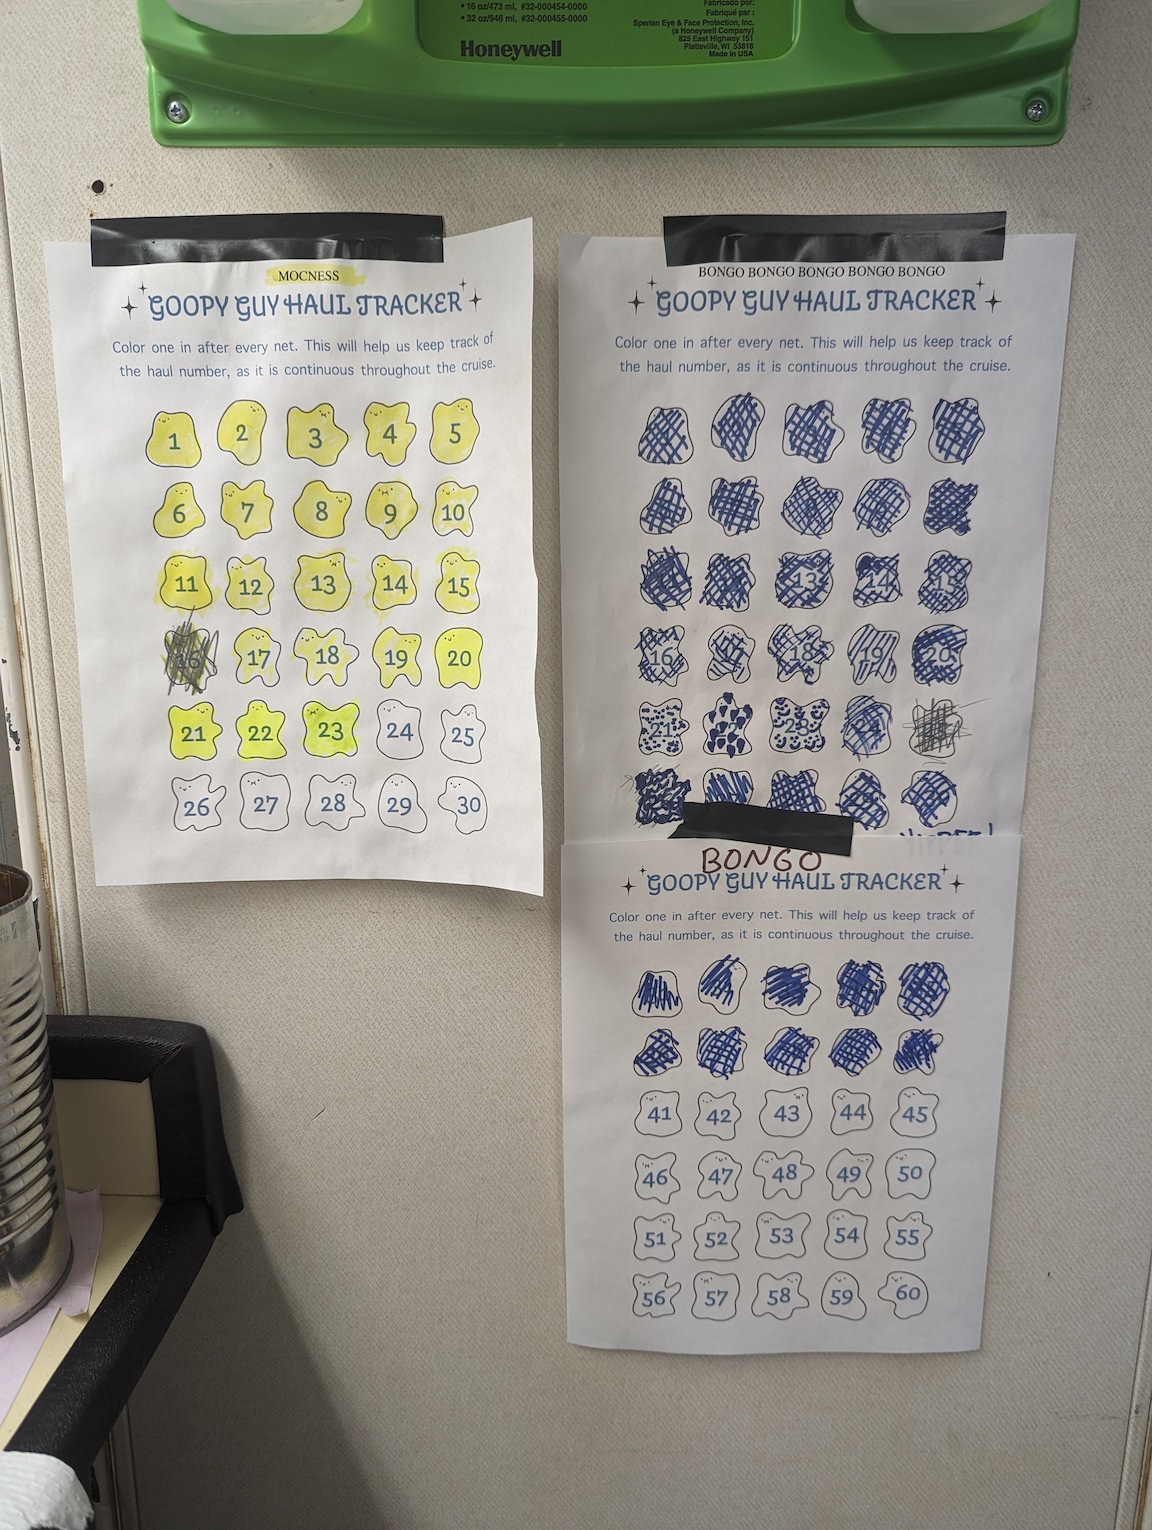 • 16 oz/473 ml, #32-000454-0000
• 32 oz/946 ml, #32-000455-0000
Honeywell
Fabricado por:
Fabriqué par :
Sperian Eye & Face Protection, Inc.
(a Honeywell Company)
825 East Highway 151
Platteville, WI 53818
Made in USA
MOCNESS
GOOPY GUY HAUL TRACKER
Color one in after every net. This will help us keep track of
the haul number, as it is continuous throughout the cruise.
1 2 3 4 5
6 7 8 9 10
11 12 13 14 15
16 17 18 19 20
21 22 23 24 25
26 27 28 29 30
BONGO BONGO BONGO BONGO BONGO
GOOPY GUY HAUL TRACKER
Color one in after every net. This will help us keep track of
the haul number, as it is continuous throughout the cruise.
13 14 15
16 17 18 19 20
21 22 23 24
BONGO
GOOPY GUY HAUL TRACKER
Color one in after every net. This will help us keep track of
the haul number, as it is continuous throughout the cruise.
41 42 43 44 45
46 47 48 49 50
51 52 53 54 55
56 57 58 59 60